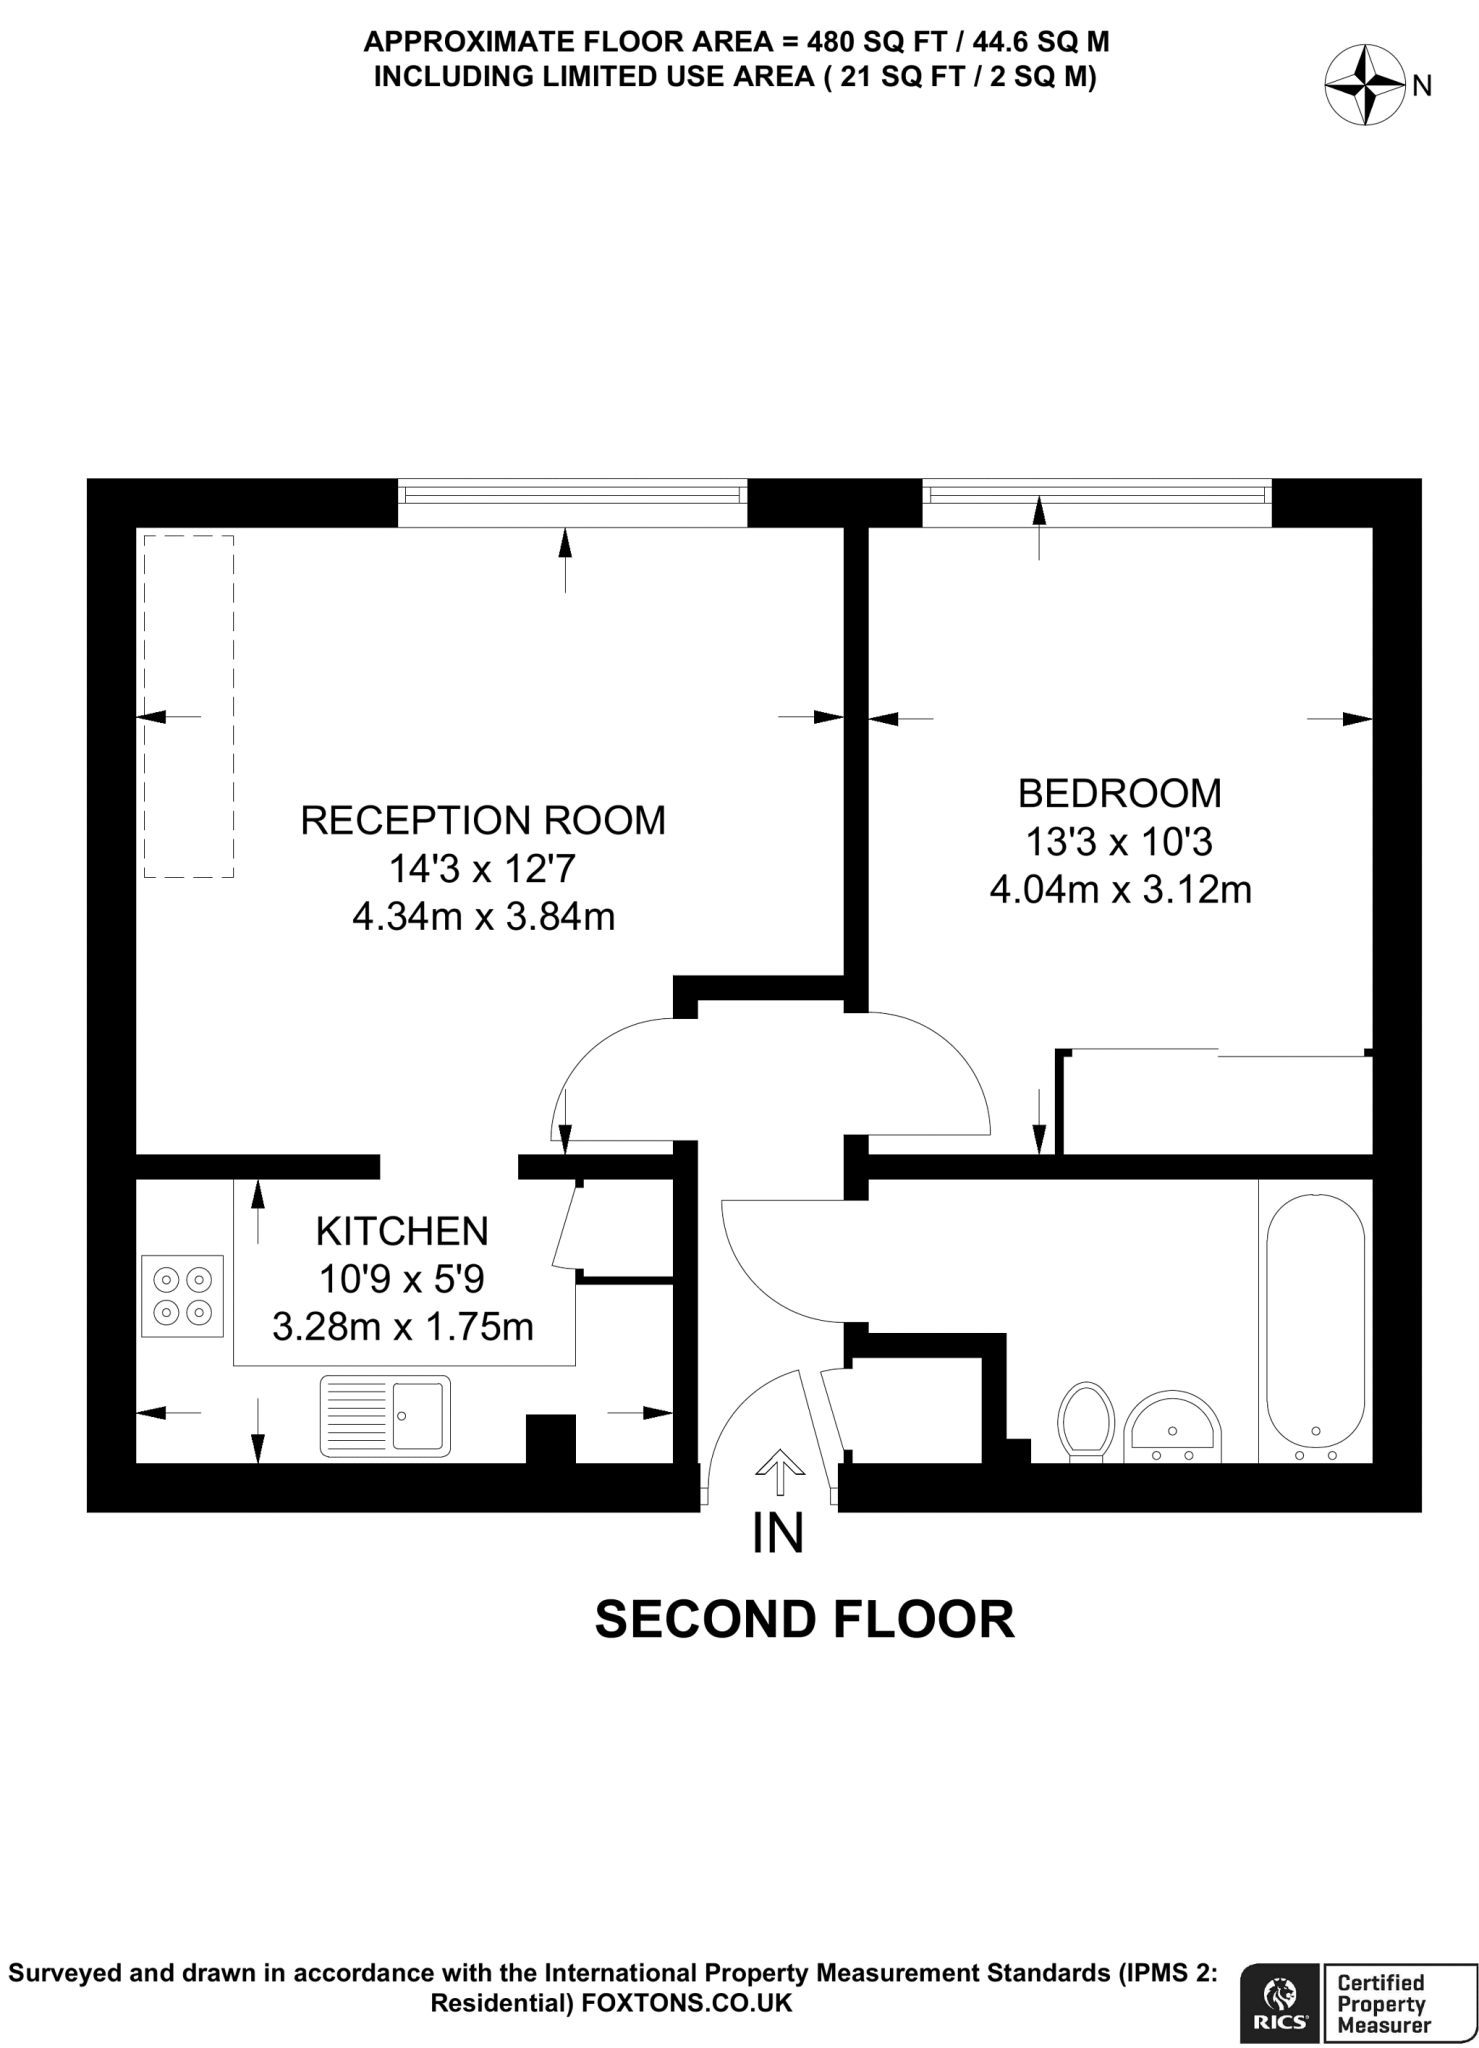 APPROXIMATE FLOOR AREA = 480 SQ FT / 44.6 SQ M
INCLUDING LIMITED USE AREA ( 21 SQ FT / 2 SQ M)
N
RECEPTION ROOM
14'3 x 12'7
4.34m x 3.84m
BEDROOM
13'3 x 10'3
4.04m x 3.12m
KITCHEN
10'9 x 5'9
3.28m x 1.75m
IN
SECOND FLOOR
Surveyed and drawn in accordance with the International Property Measurement Standards (IPMS 2:
Residential) FOXTONS.CO.UK
RICS
Certified
Property
Measurer